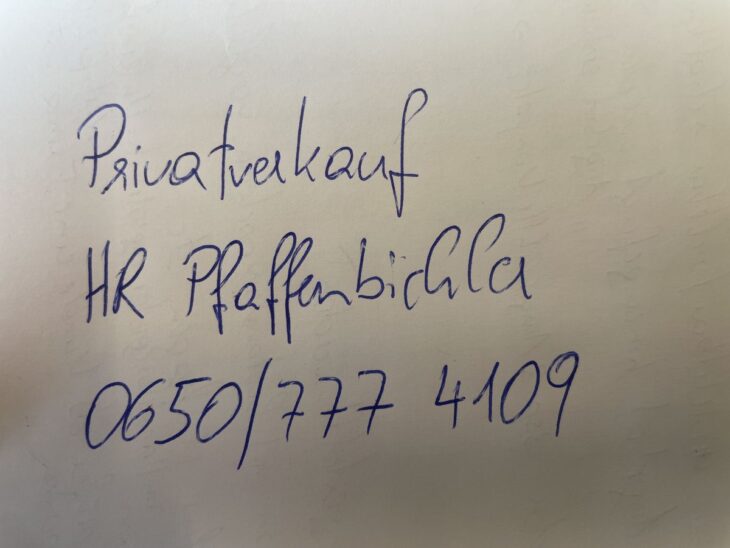 Privatverkauf
HR Pfaffenbichler
0650/777 4109